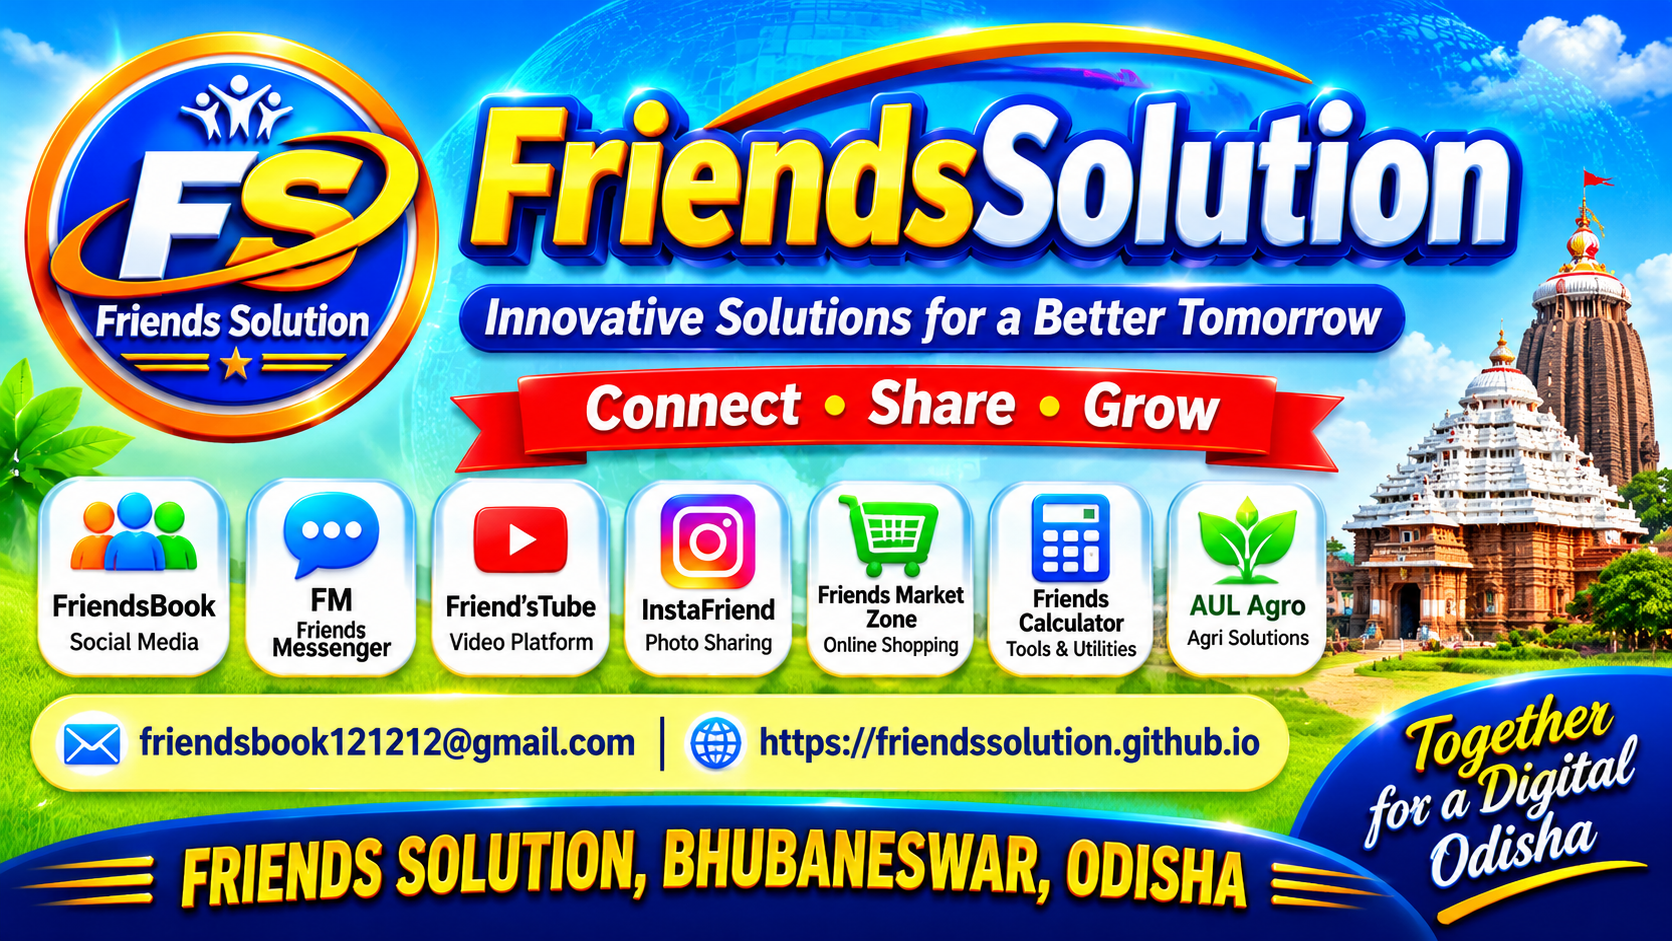 FS
Friends Solution
FriendsSolution
Innovative Solutions for a Better Tomorrow
Connect • Share • Grow
FriendsBook
Social Media
FM
Friends
Messenger
Friend'sTube
Video Platform
InstaFriend
Photo Sharing
Friends Market
Zone
Online Shopping
Friends
Calculator
Tools & Utilities
AUL Agro
Agri Solutions
friendsbook121212@gmail.com | https://friendssolution.github.io
Together
for a Digital
Odisha
FRIENDS SOLUTION, BHUBANESWAR, ODISHA